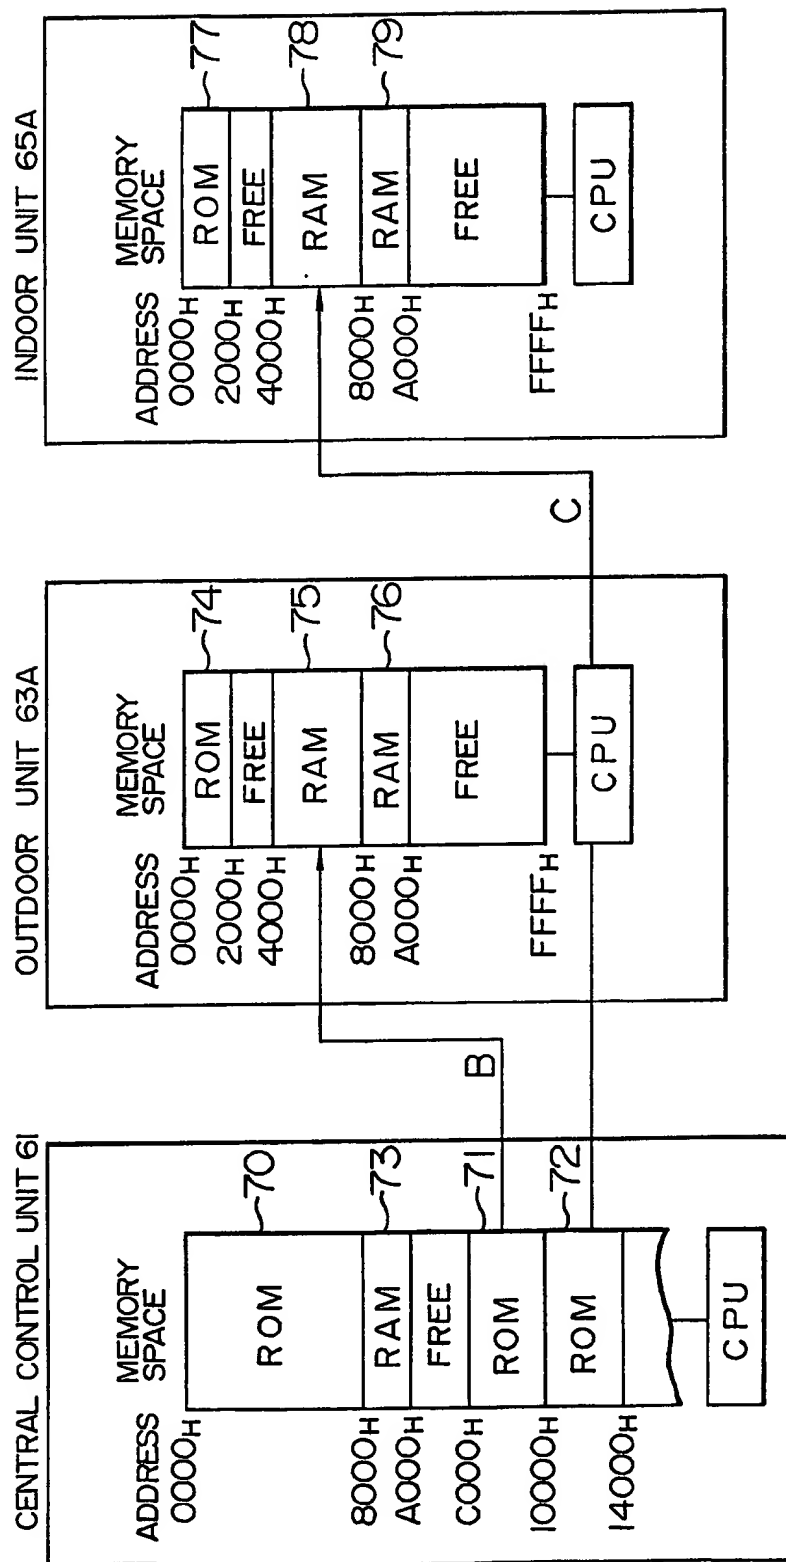 CENTRAL CONTROL UNIT 61
ADDRESS
MEMORY
SPACE
0000H
ROM
70
8000H
RAM
73
A000H
FREE
C000H
ROM
71
10000H
ROM
72
14000H
CPU
B
OUTDOOR UNIT 63A
ADDRESS
MEMORY
SPACE
0000H
ROM
74
2000H
FREE
4000H
RAM
75
8000H
RAM
76
A000H
FREE
FFFFH
CPU
C
INDOOR UNIT 65A
ADDRESS
MEMORY
SPACE
0000H
ROM
77
2000H
FREE
4000H
RAM
78
8000H
RAM
79
A000H
FREE
FFFFH
CPU